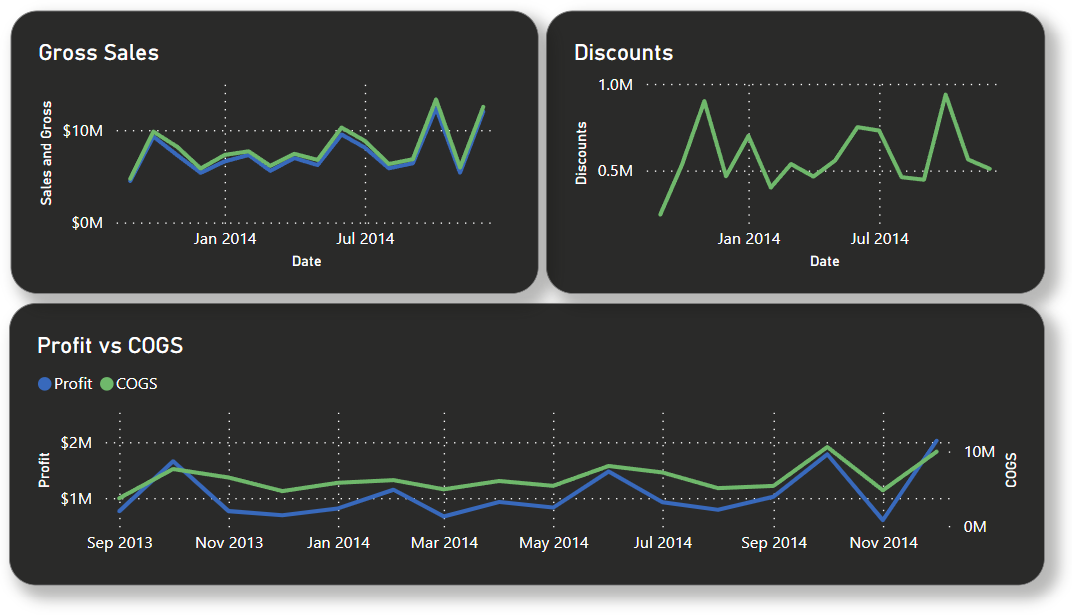 Gross Sales
Sales and Gross
$10M
$0M
Jan 2014 Jul 2014
Date
Discounts
Discounts
1.0M
0.5M
Jan 2014 Jul 2014
Date
Profit vs COGS
Profit COGS
Profit
$2M
$1M
10M
0M
COGS
Sep 2013 Nov 2013 Jan 2014 Mar 2014 May 2014 Jul 2014 Sep 2014 Nov 2014